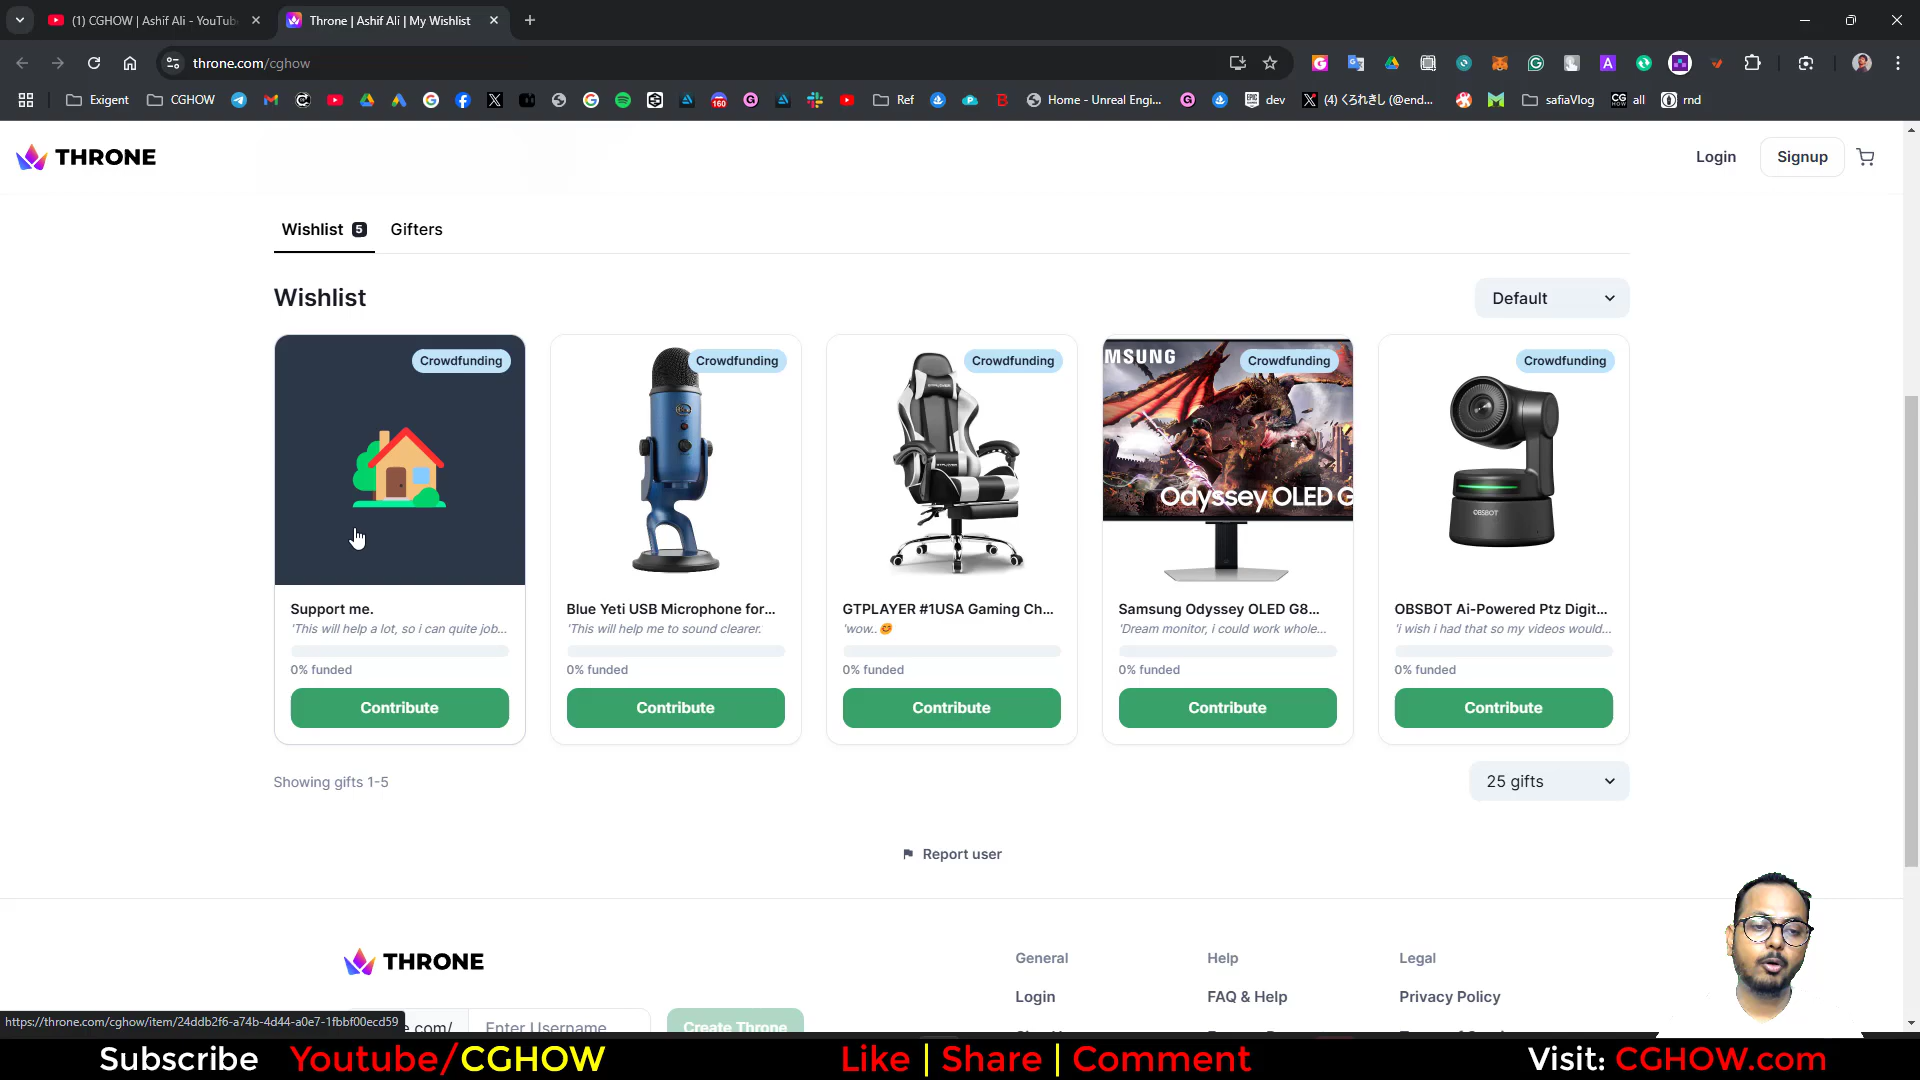 (1) CGHOW | Ashif Ali - YouTub
Throne | Ashif Ali | My Wishlist
throne.com/cghow
Exigent
CGHOW
160
Ref
Home - Unreal Engi...
dev
(4) くろれきし (@end...
safiaVlog
all
rnd
THRONE
Login
Signup
Wishlist 5
Gifters
Wishlist
Default
Crowdfunding
Crowdfunding
Crowdfunding
Crowdfunding
Crowdfunding
MSUNG
Odyssey OLED G
OBSBOT
Support me.
'This will help a lot, so i can quite job...
0% funded
Contribute
Blue Yeti USB Microphone for...
'This will help me to sound clearer.
0% funded
Contribute
GTPLAYER #1USA Gaming Ch...
'wow..😊
0% funded
Contribute
Samsung Odyssey OLED G8...
'Dream monitor, i could work whole...
0% funded
Contribute
OBSBOT Ai-Powered Ptz Digit...
'i wish i had that so my videos would...
0% funded
Contribute
Showing gifts 1-5
25 gifts
Report user
THRONE
General
Help
Legal
Login
FAQ & Help
Privacy Policy
https://throne.com/cghow/item/24ddb2f6-a74b-4d44-a0e7-1fbbf00ecd59
e.com/
Enter Username
Create Throne
Subscribe Youtube/CGHOW
Like | Share | Comment
Visit: CGHOW.com